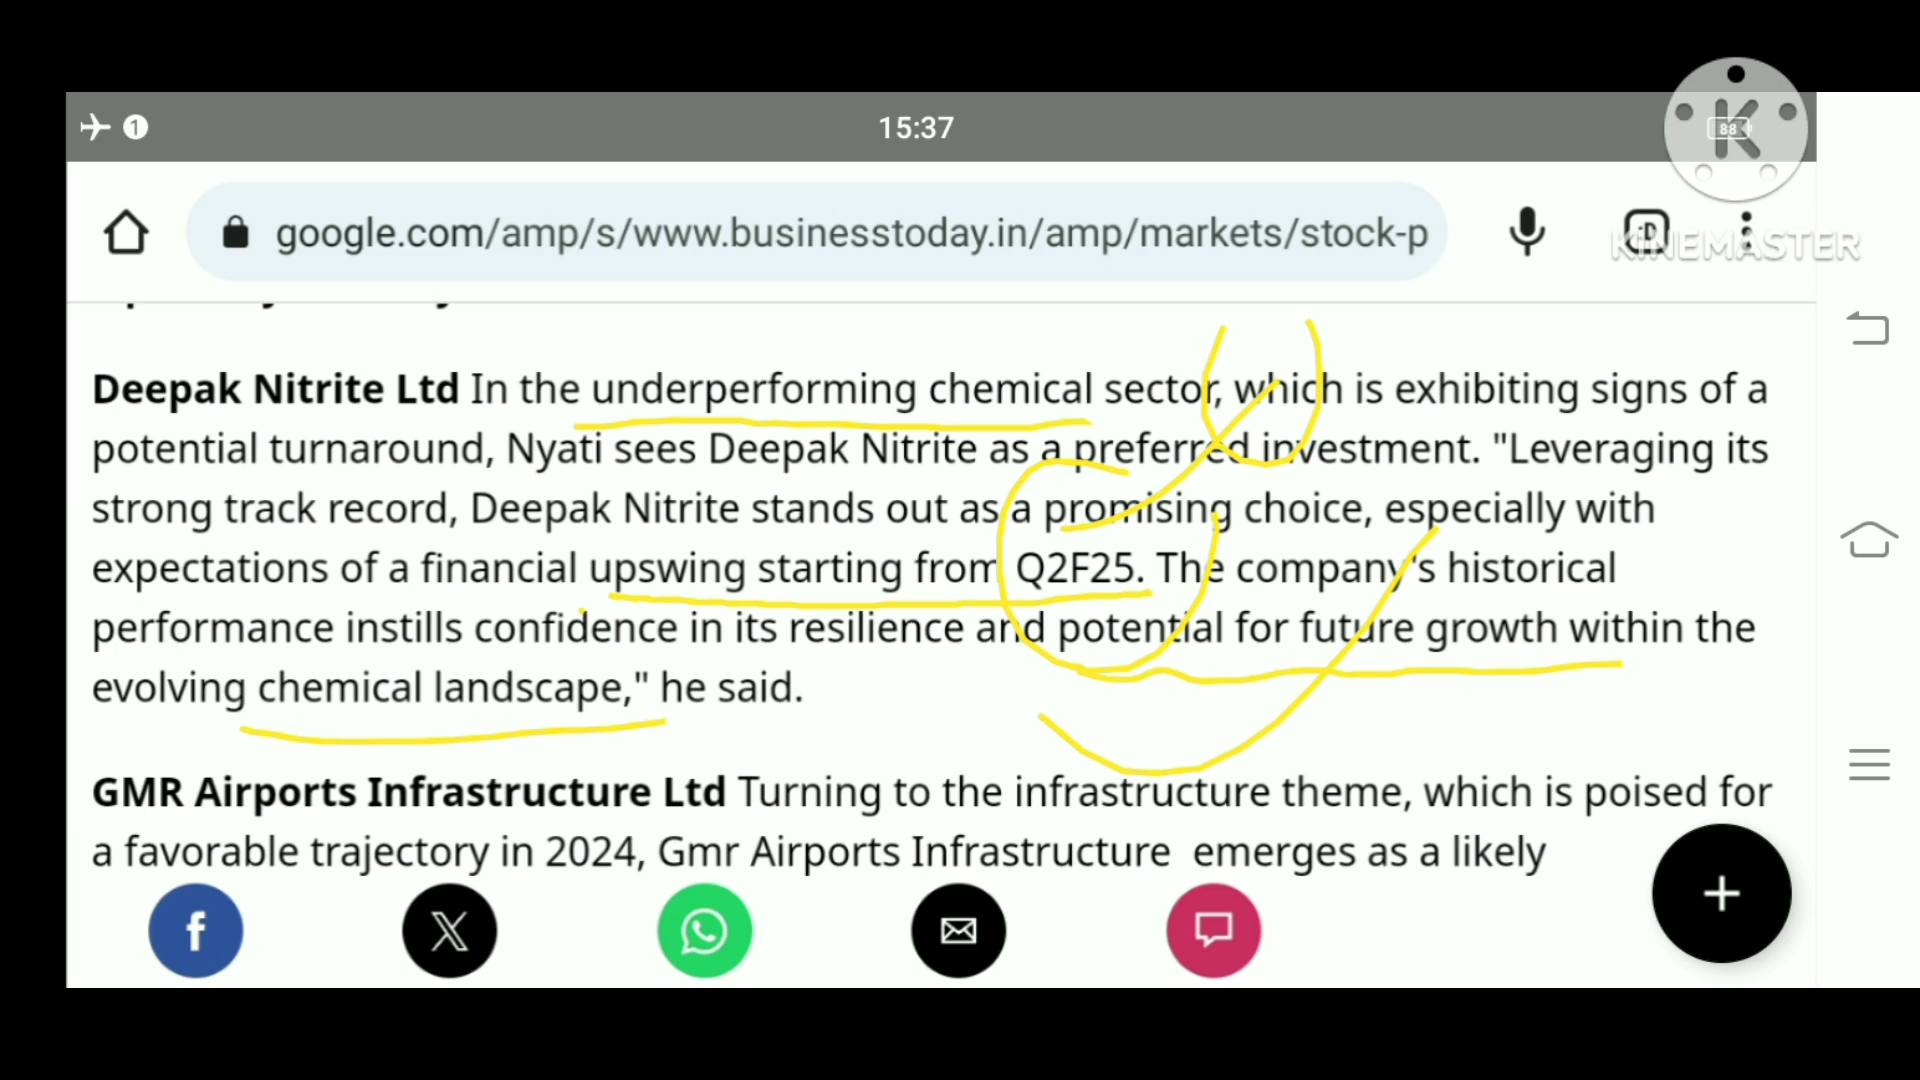 1
15:37
88
K
google.com/amp/s/www.businesstoday.in/amp/markets/stock-p
:D
KINEMASTER
Deepak Nitrite Ltd In the underperforming chemical sector, which is exhibiting signs of a
potential turnaround, Nyati sees Deepak Nitrite as a preferred investment. "Leveraging its
strong track record, Deepak Nitrite stands out as a promising choice, especially with
expectations of a financial upswing starting from Q2F25. The company's historical
performance instills confidence in its resilience and potential for future growth within the
evolving chemical landscape," he said.
GMR Airports Infrastructure Ltd Turning to the infrastructure theme, which is poised for
a favorable trajectory in 2024, Gmr Airports Infrastructure emerges as a likely